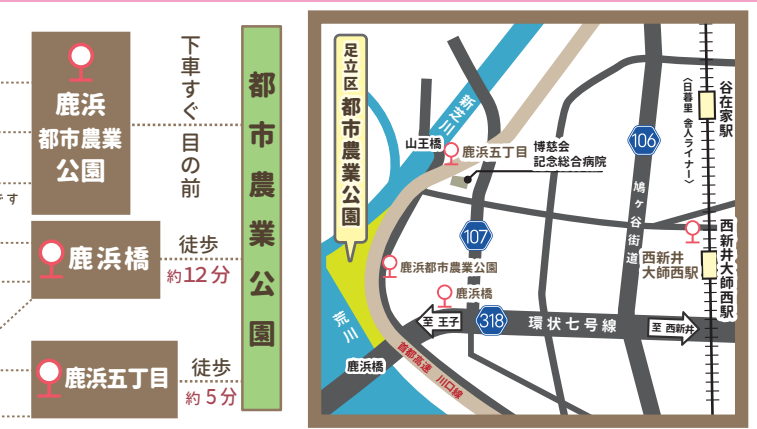 鹿浜
都市農業
公園
下車すぐ 目の前
です
鹿浜橋
徒歩
約12分
鹿浜五丁目
徒歩
約5分
都市農業公園
足立区 都市農業公園
新芝川
山王橋
鹿浜五丁目
博慈会
記念総合病院
106
谷在家駅
〈日暮里 舎人ライナー〉
鳩ヶ谷街道
107
西新井
大師西駅
西新井大師西駅
鹿浜都市農業公園
鹿浜橋
荒川
至 王子
318
環状七号線
至 西新井
鹿浜橋
首都高速 川口線